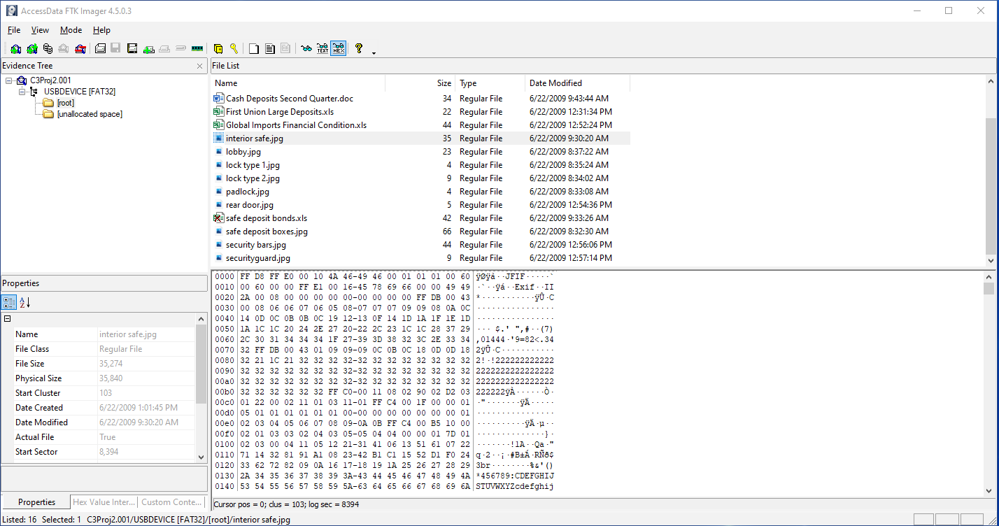 AccessData FTK Imager 4.5.0.3
File View Mode Help
Evidence Tree
C3Proj2.001
USBDEVICE [FAT32]
[root]
[unallocated space]
File List
Name Size Type Date Modified
Cash Deposits Second Quarter.doc 34 Regular File 6/22/2009 9:43:44 AM
First Union Large Deposits.xls 22 Regular File 6/22/2009 12:31:34 PM
Global Imports Financial Condition.xls 44 Regular File 6/22/2009 12:52:24 PM
interior safe.jpg 35 Regular File 6/22/2009 9:30:20 AM
lobby.jpg 23 Regular File 6/22/2009 8:37:22 AM
lock type 1.jpg 4 Regular File 6/22/2009 8:35:24 AM
lock type 2.jpg 9 Regular File 6/22/2009 8:34:02 AM
padlock.jpg 4 Regular File 6/22/2009 8:33:08 AM
rear door.jpg 5 Regular File 6/22/2009 12:54:36 PM
safe deposit bonds.xls 42 Regular File 6/22/2009 9:33:26 AM
safe deposit boxes.jpg 66 Regular File 6/22/2009 8:32:30 AM
security bars.jpg 44 Regular File 6/22/2009 12:56:06 PM
securityguard.jpg 9 Regular File 6/22/2009 12:57:14 PM
Properties
Name interior safe.jpg
File Class Regular File
File Size 35,274
Physical Size 35,840
Start Cluster 103
Date Created 6/22/2009 1:01:45 PM
Date Modified 6/22/2009 9:30:20 AM
Actual File True
Start Sector 8,394
Properties Hex Value Inter... Custom Conte...
0000 FF D8 FF E0 00 10 4A 46-49 46 00 01 01 01 00 60 ÿØÿà··JFIF·····`
0010 00 60 00 00 FF E1 00 16-45 78 69 66 00 00 49 49 ·`··ÿá··Exif··II
0020 2A 00 08 00 00 00 00 00-00 00 00 00 FF DB 00 43 *···········ÿÛ·C
0030 00 08 06 06 07 06 05 08-07 07 07 09 09 08 0A 0C ················
0040 14 0D 0C 0B 0B 0C 19 12-13 0F 14 1D 1A 1F 1E 1D ················
0050 1A 1C 1C 20 24 2E 27 20-22 2C 23 1C 1C 28 37 29 ··· $.' ",#··(7)
0060 2C 30 31 34 34 34 1F 27-39 3D 38 32 3C 2E 33 34 ,01444·'9=82<.34
0070 32 FF DB 00 43 01 09 09-09 0C 0B 0C 18 0D 0D 18 2ÿÛ·C···········
0080 32 21 1C 21 32 32 32 32-32 32 32 32 32 32 32 32 2!·!222222222222
0090 32 32 32 32 32 32 32 32-32 32 32 32 32 32 32 32 2222222222222222
00a0 32 32 32 32 32 32 32 32-32 32 32 32 32 32 32 32 2222222222222222
00b0 32 32 32 32 32 32 FF C0-00 11 08 02 90 02 D2 03 222222ÿÀ······Ò·
00c0 01 22 00 02 11 01 03 11-01 FF C4 00 1F 00 00 01 ·"·······ÿÄ·····
00d0 05 01 01 01 01 01 01 00-00 00 00 00 00 00 00 01 ················
00e0 02 03 04 05 06 07 08 09-0A 0B FF C4 00 B5 10 00 ··········ÿÄ·µ··
00f0 02 01 03 03 02 04 03 05-05 04 04 00 00 01 7D 01 ··············}·
0100 02 03 00 04 11 05 12 21-31 41 06 13 51 61 07 22 ·······!1A··Qa·"
0110 71 14 32 81 91 A1 08 23-42 B1 C1 15 52 D1 F0 24 q·2··¡·#B±Á·RÑð$
0120 33 62 72 82 09 0A 16 17-18 19 1A 25 26 27 28 29 3br········%&'()
0130 2A 34 35 36 37 38 39 3A-43 44 45 46 47 48 49 4A *456789:CDEFGHIJ
0140 53 54 55 56 57 58 59 5A-63 64 65 66 67 68 69 6A STUVWXYZcdefghij
Cursor pos = 0; clus = 103; log sec = 8394
Listed: 16 Selected: 1 C3Proj2.001/USBDEVICE [FAT32]/[root]/interior safe.jpg